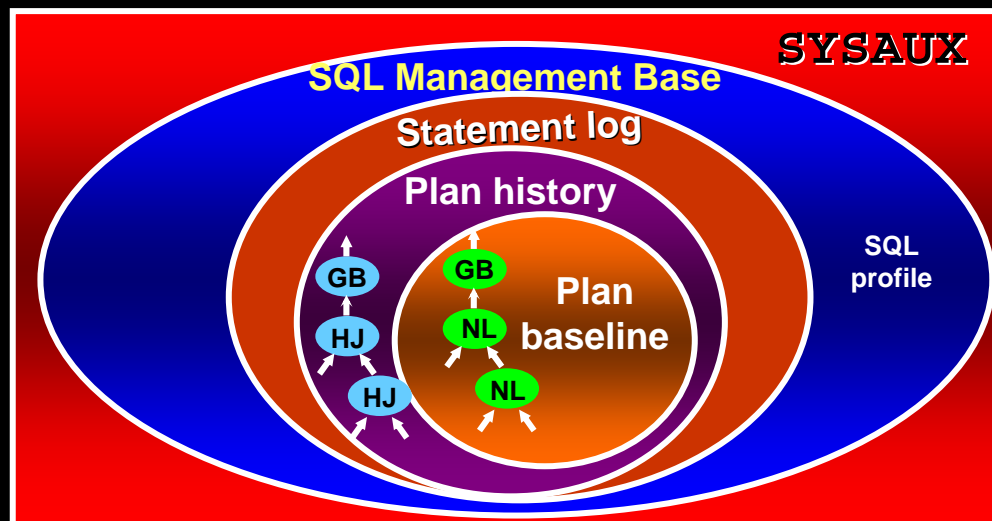 SYSAUX
SQL Management Base
Statement log
Plan history
SQL
profile
GB
HJ
HJ
GB
NL
NL
Plan
baseline